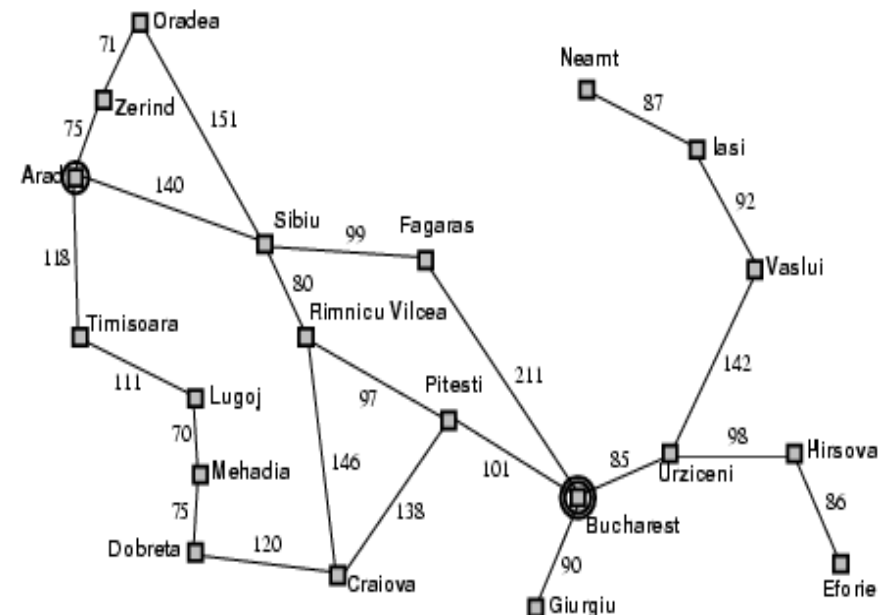 Oradea
71
Neamt
Zerind
87
75
151
Iasi
Arad
140
92
Sibiu
Fagaras
99
118
Vaslui
80
Timisoara
Rimnicu Vilcea
142
111
Pitesti
211
Lugoj
97
70
98
Hirsova
146
101
85
Urziceni
Mehadia
86
75
138
Bucharest
Dobreta
120
90
Craiova
Eforie
Giurgiu